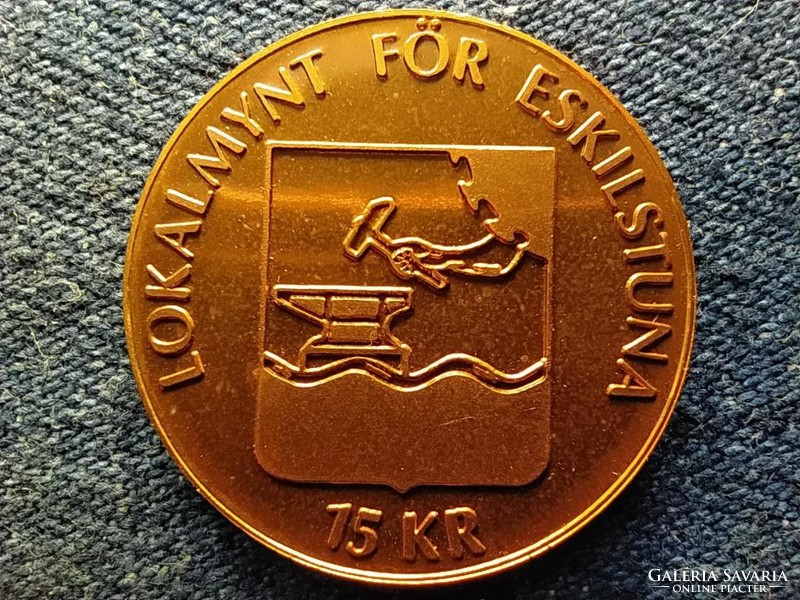 LOKALMYNT FÖR ESKILSTUNA
15 KR
GALÉRIA SAVARIA
ONLINE PIACTÉR